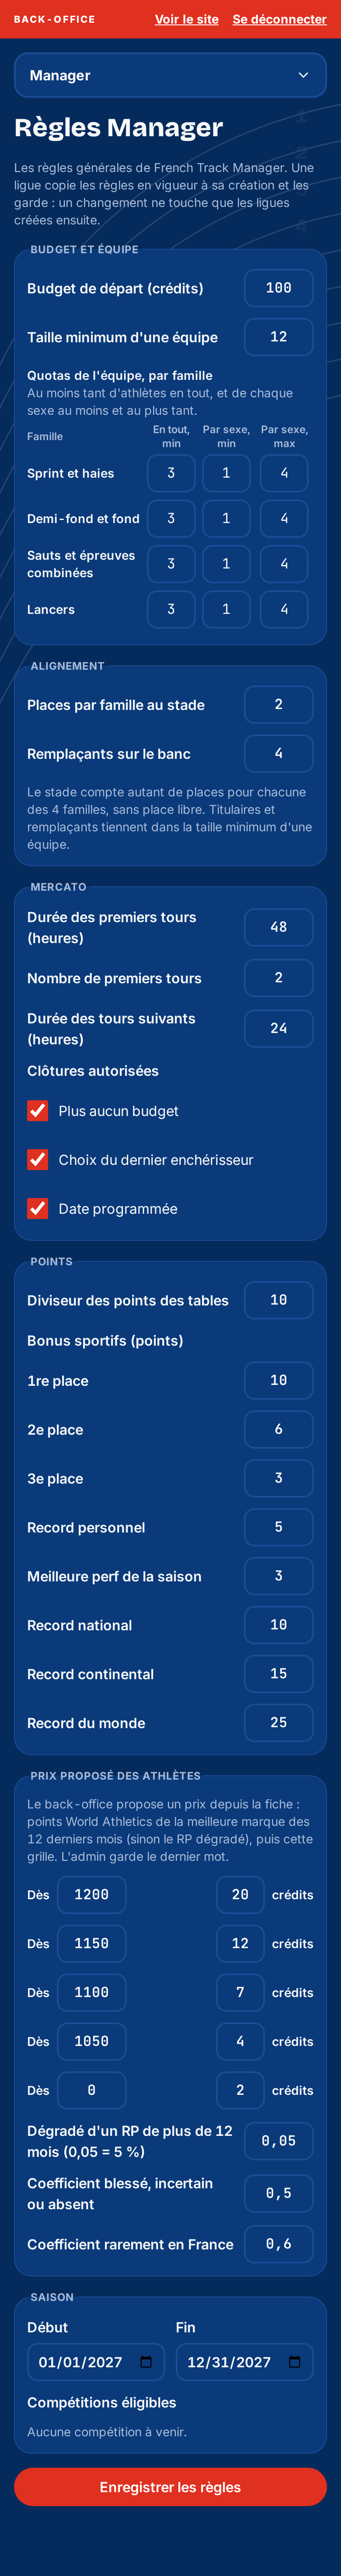 BACK-OFFICE Voir le site Se déconnecter
Manager
1
Règles Manager
2
Les règles générales de French Track Manager. Une
ligue copie les règles en vigueur à sa création et les
garde : un changement ne touche que les ligues
créées ensuite.
4
BUDGET ET ÉQUIPE
Budget de départ (crédits) 100
Taille minimum d'une équipe 12
Quotas de l'équipe, par famille
Au moins tant d'athlètes en tout, et de chaque
sexe au moins et au plus tant.
Famille En tout, min Par sexe, min Par sexe, max
Sprint et haies 3 1 4
Demi-fond et fond 3 1 4
Sauts et épreuves
combinées 3 1 4
Lancers 3 1 4
ALIGNEMENT
Places par famille au stade 2
Remplaçants sur le banc 4
Le stade compte autant de places pour chacune
des 4 familles, sans place libre. Titulaires et
remplaçants tiennent dans la taille minimum d'une
équipe.
MERCATO
Durée des premiers tours
(heures) 48
Nombre de premiers tours 2
Durée des tours suivants
(heures) 24
Clôtures autorisées
Plus aucun budget
Choix du dernier enchérisseur
Date programmée
POINTS
Diviseur des points des tables 10
Bonus sportifs (points)
1re place 10
2e place 6
3e place 3
Record personnel 5
Meilleure perf de la saison 3
Record national 10
Record continental 15
Record du monde 25
PRIX PROPOSÉ DES ATHLÈTES
Le back-office propose un prix depuis la fiche :
points World Athletics de la meilleure marque des
12 derniers mois (sinon le RP dégradé), puis cette
grille. L'admin garde le dernier mot.
Dès 1200 20 crédits
Dès 1150 12 crédits
Dès 1100 7 crédits
Dès 1050 4 crédits
Dès 0 2 crédits
Dégradé d'un RP de plus de 12
mois (0,05 = 5 %) 0,05
Coefficient blessé, incertain
ou absent 0,5
Coefficient rarement en France 0,6
SAISON
Début Fin
01/01/2027 12/31/2027
Compétitions éligibles
Aucune compétition à venir.
Enregistrer les règles